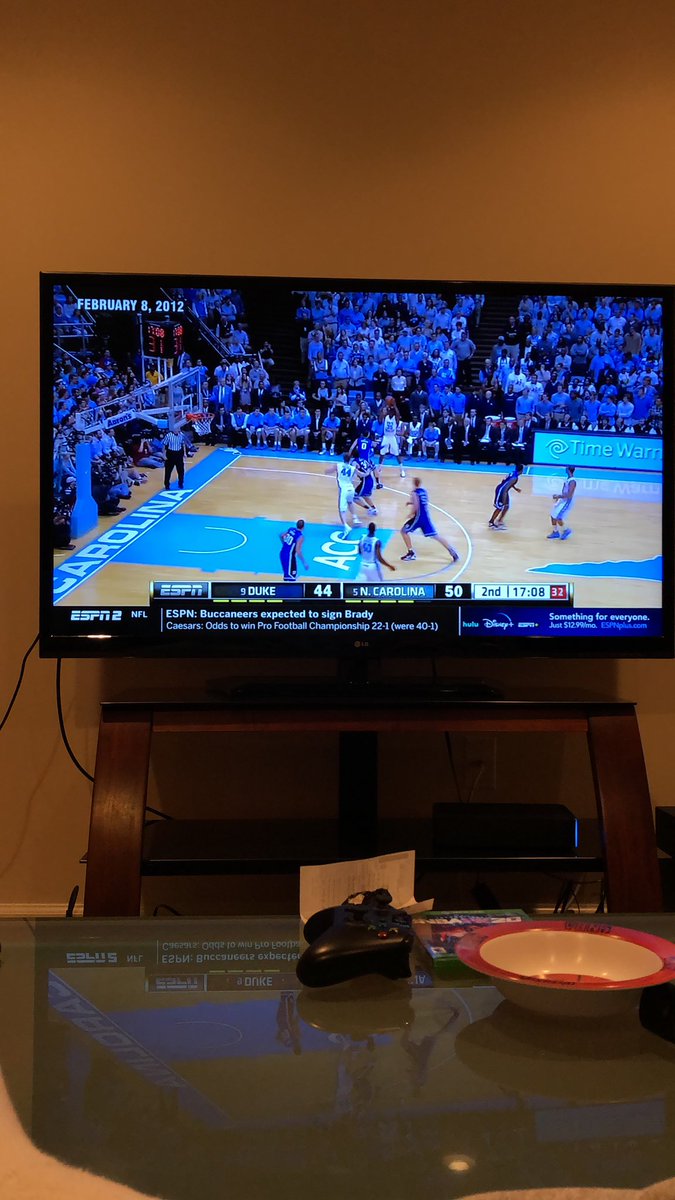 FEBRUARY 8, 2012
Aaron's
Time Warn
CAROLINA
ACC
ESPN 9 DUKE 44 5 N. CAROLINA 50 2nd 17:08 32
ESPN2 NFL ESPN: Buccaneers expected to sign Brady
Caesars: Odds to win Pro Football Championship 22-1 (were 40-1)
hulu Disney+ ESPN+ Something for everyone.
Just $12.99/mo. ESPNplus.com
LG